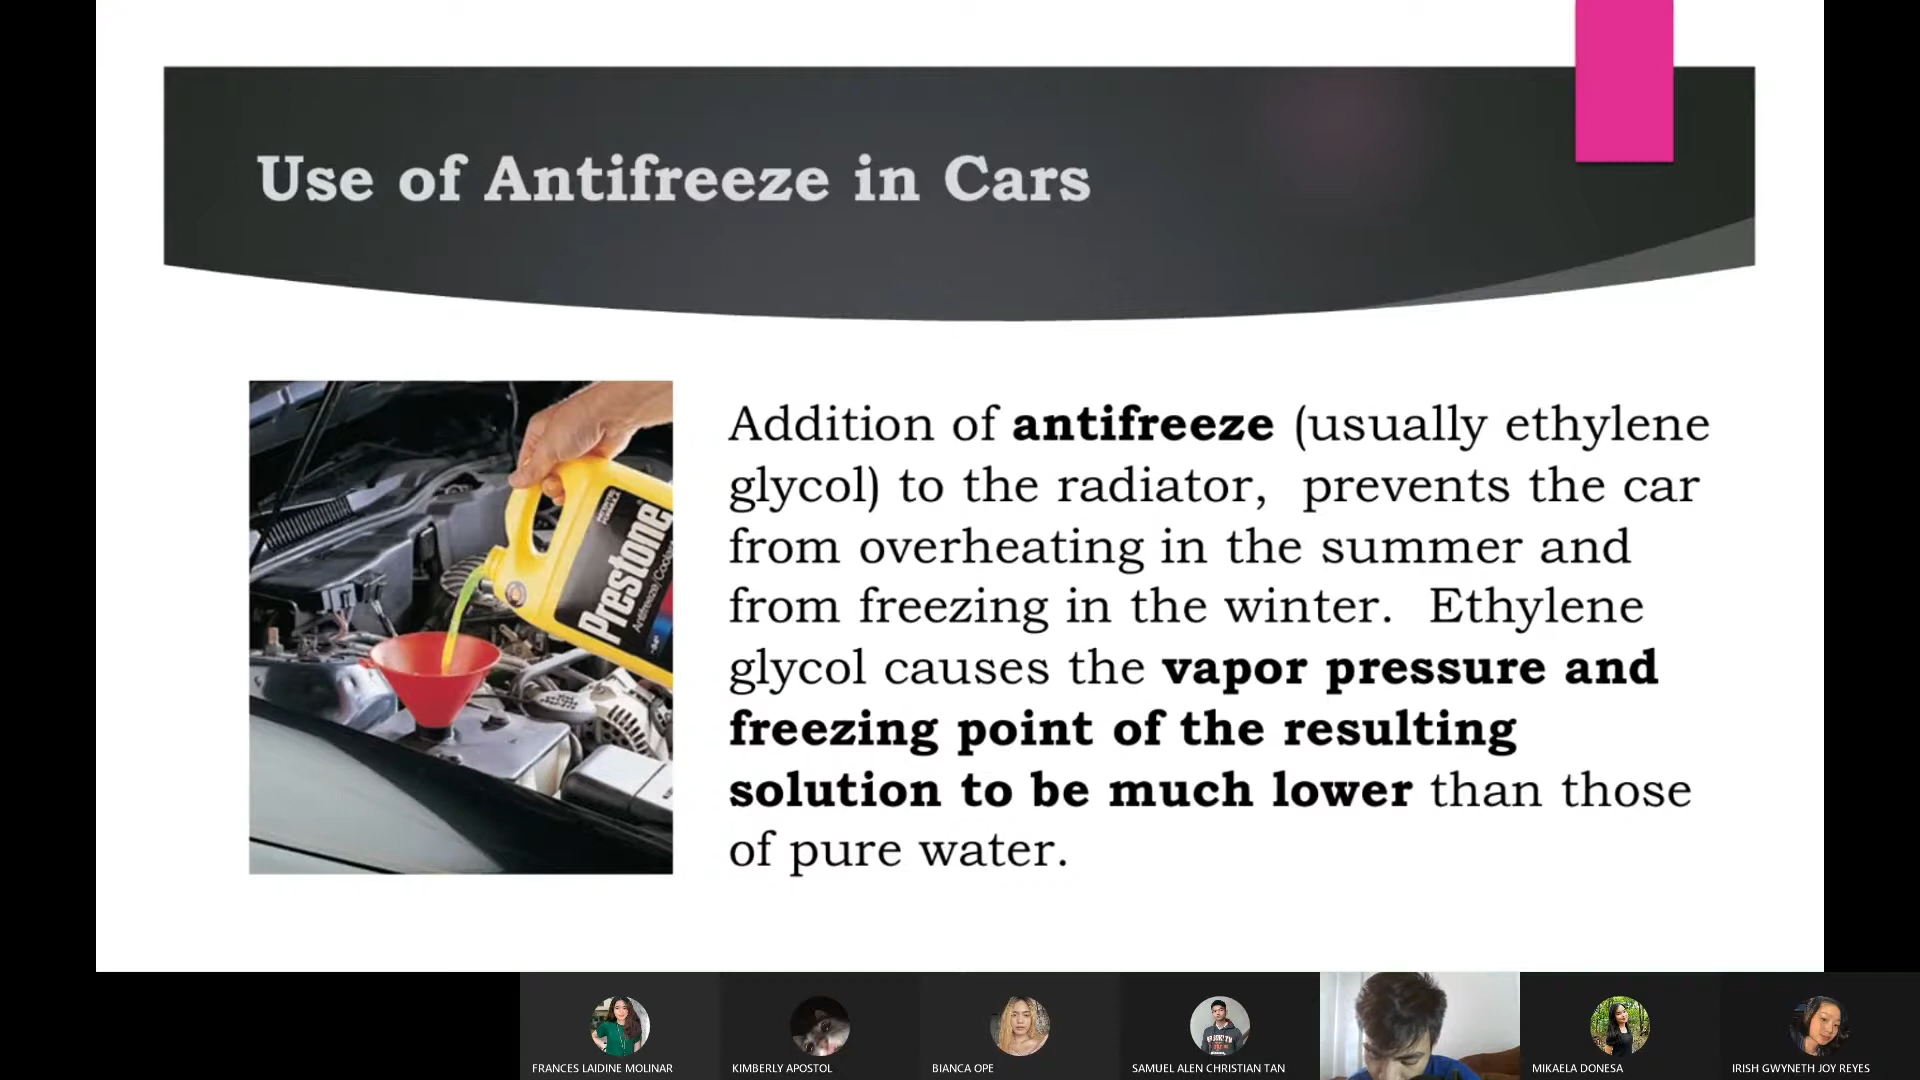 Use of Antifreeze in Cars
Addition of antifreeze (usually ethylene
glycol) to the radiator,  prevents the car
from overheating in the summer and
from freezing in the winter.  Ethylene
glycol causes the vapor pressure and
freezing point of the resulting
solution to be much lower than those
of pure water.
Prestone
FRANCES LAIDINE MOLINAR
KIMBERLY APOSTOL
BIANCA OPE
SAMUEL ALEN CHRISTIAN TAN
MIKAELA DONESA
IRISH GWYNETH JOY REYES